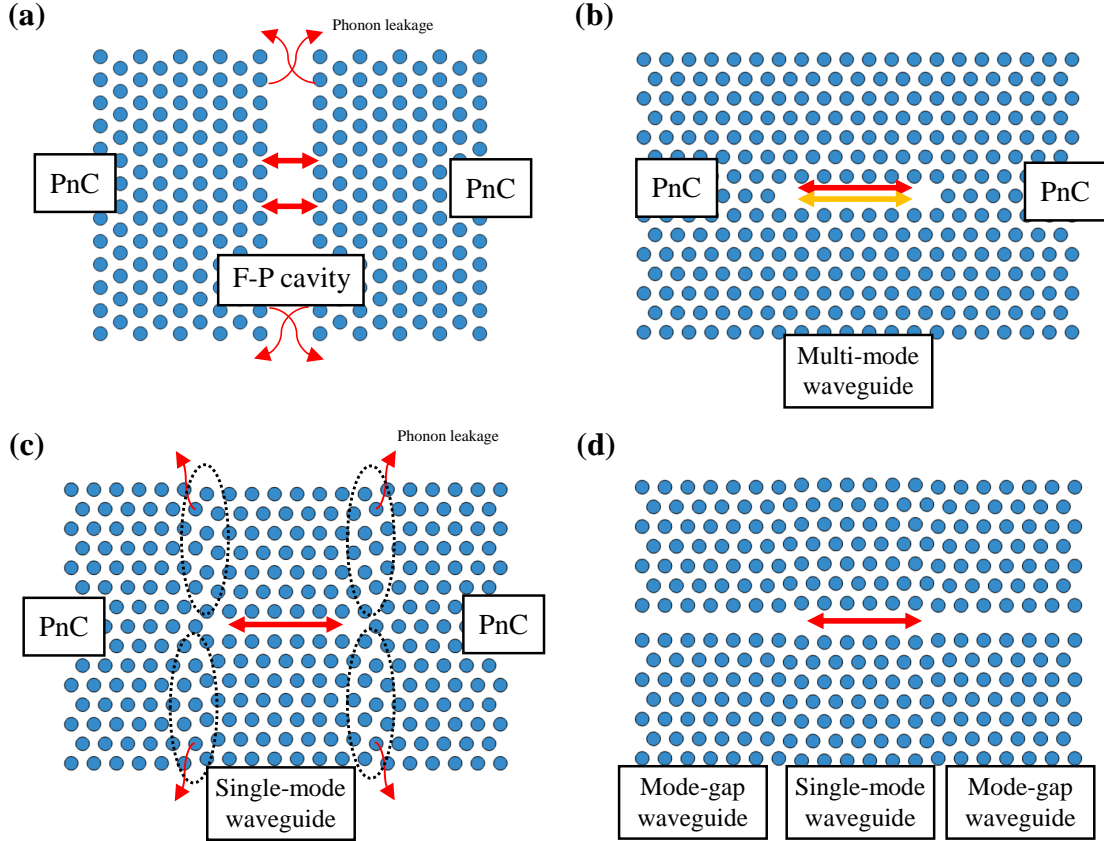 (a)
Phonon leakage
PnC
PnC
F-P cavity
(b)
PnC
PnC
Multi-mode
waveguide
(c)
Phonon leakage
PnC
PnC
Single-mode
waveguide
(d)
Mode-gap
waveguide
Single-mode
waveguide
Mode-gap
waveguide